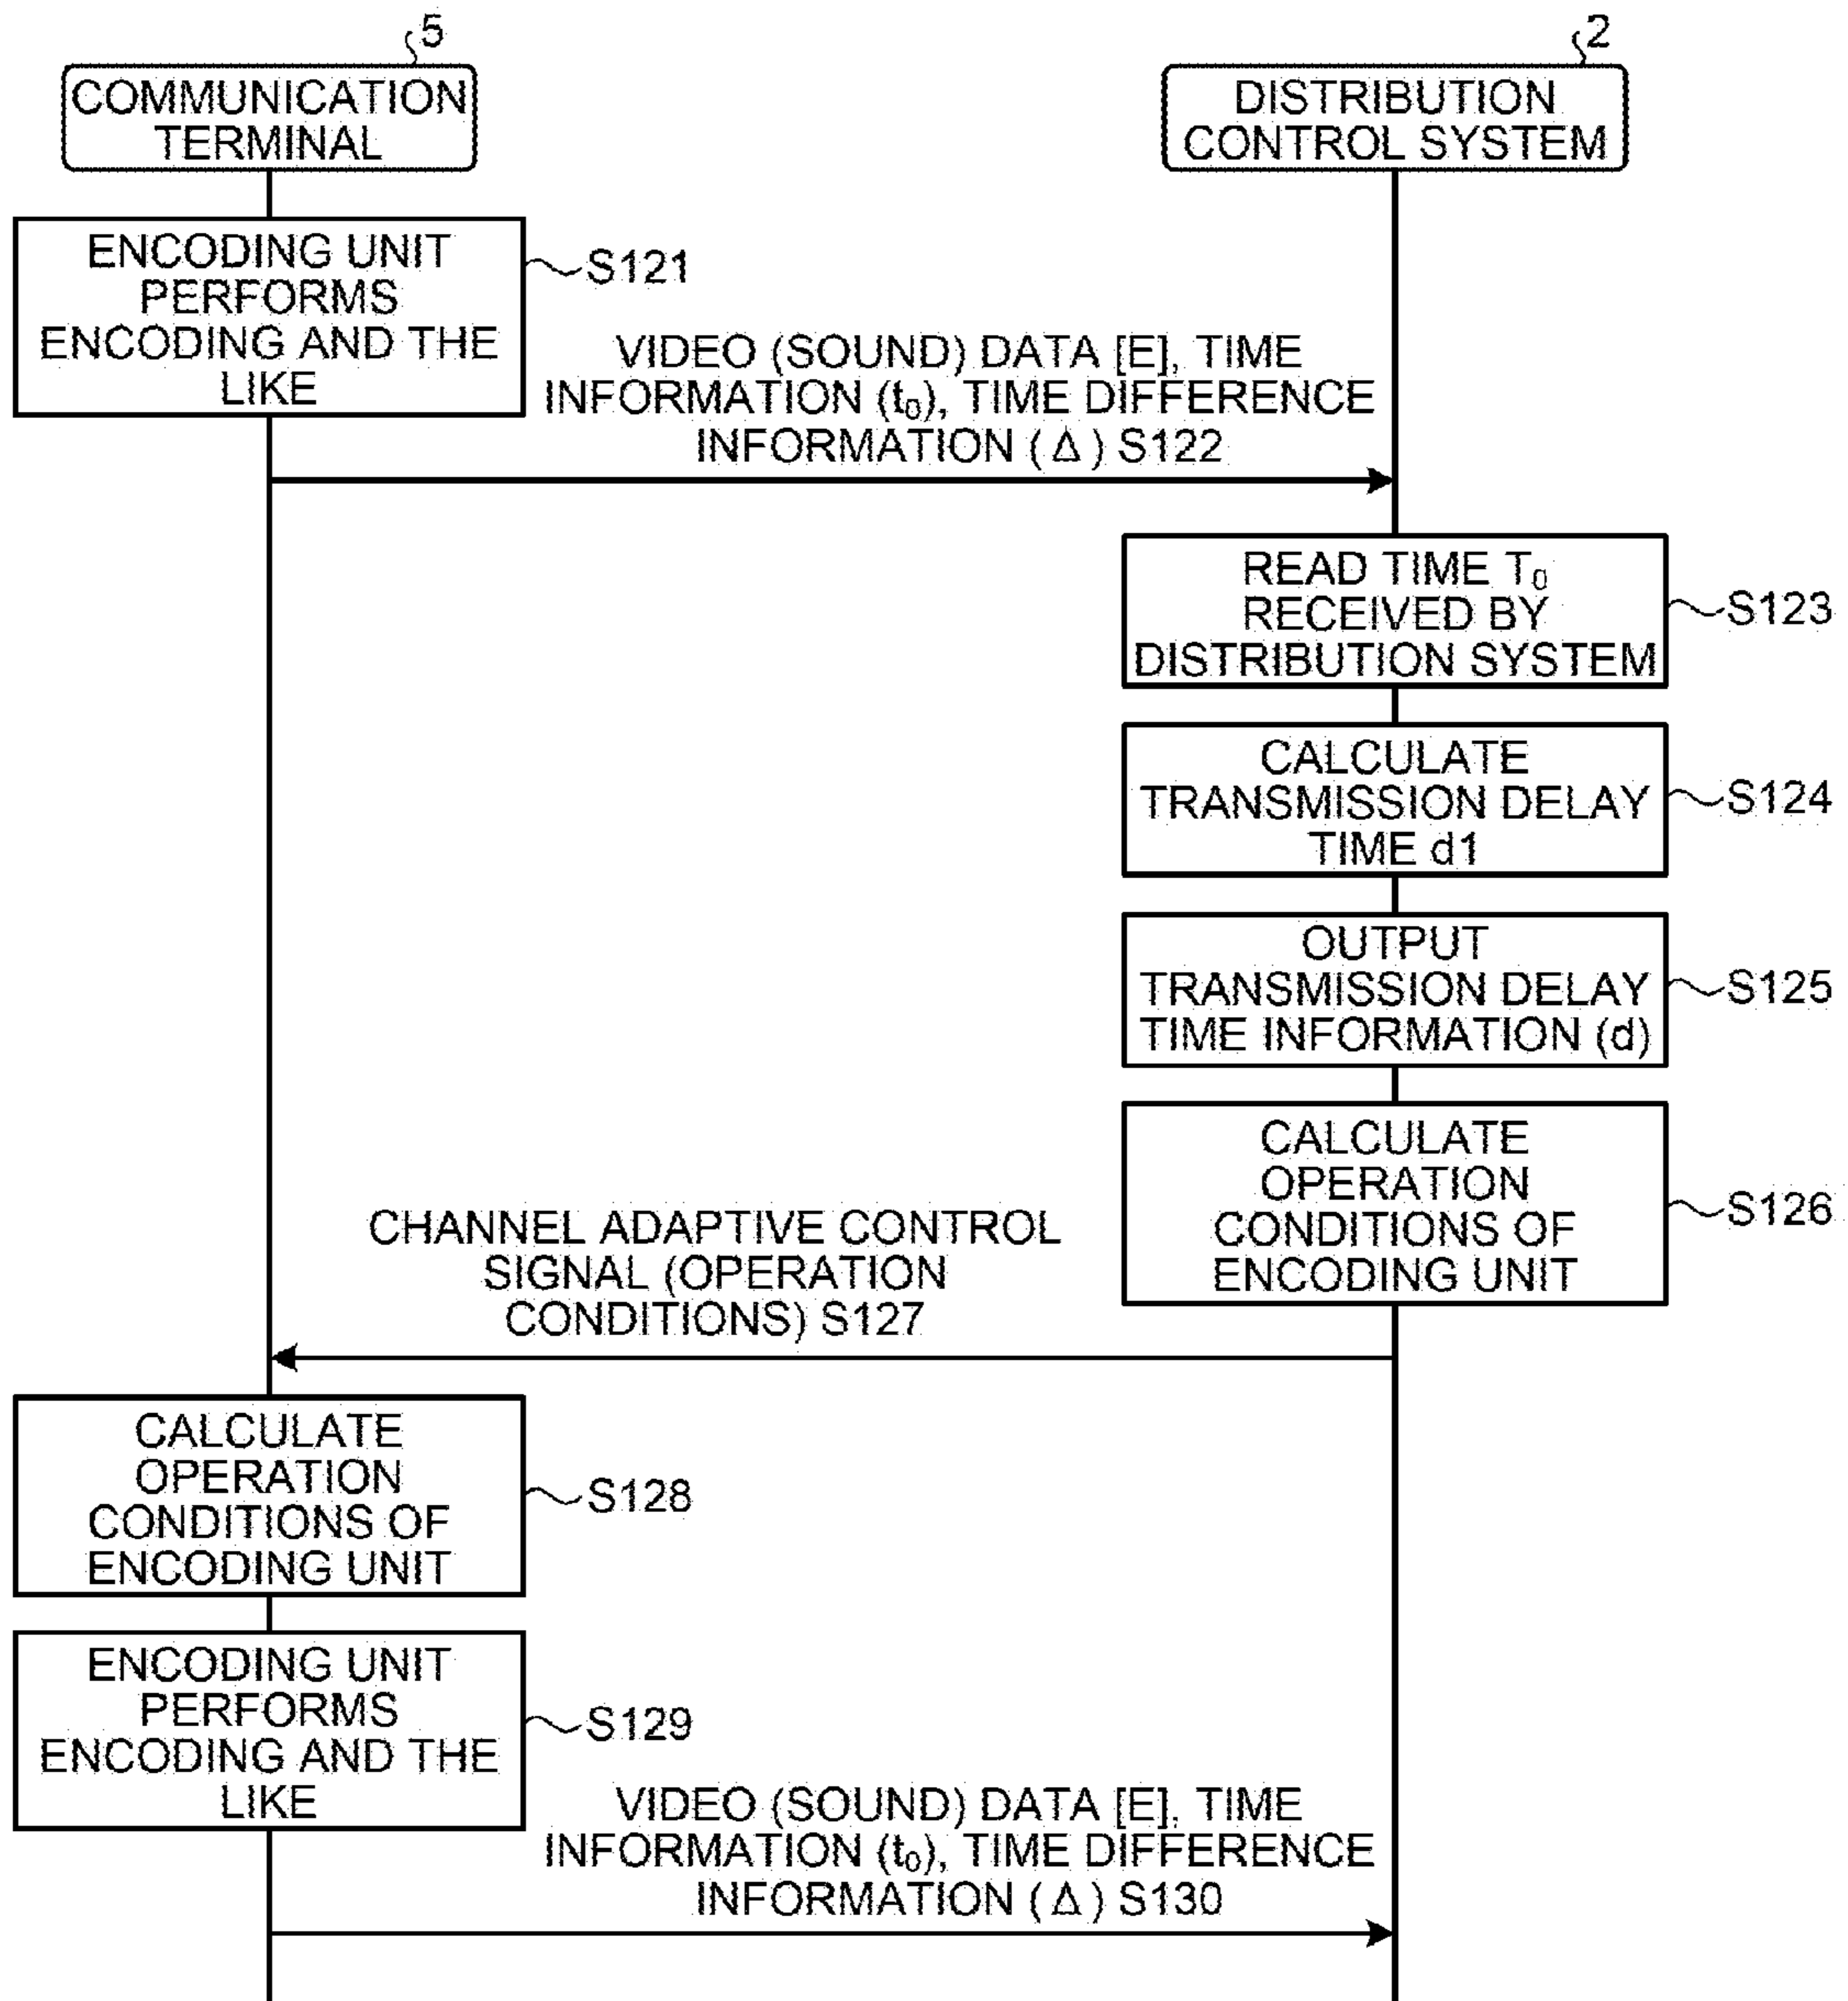 5
COMMUNICATION
TERMINAL
2
DISTRIBUTION
CONTROL SYSTEM
ENCODING UNIT
PERFORMS
ENCODING AND THE
LIKE
S121
VIDEO (SOUND) DATA [E], TIME
INFORMATION (t₀), TIME DIFFERENCE
INFORMATION (Δ) S122
READ TIME T₀
RECEIVED BY
DISTRIBUTION SYSTEM
S123
CALCULATE
TRANSMISSION DELAY
TIME d1
S124
OUTPUT
TRANSMISSION DELAY
TIME INFORMATION (d)
S125
CALCULATE
OPERATION
CONDITIONS OF
ENCODING UNIT
S126
CHANNEL ADAPTIVE CONTROL
SIGNAL (OPERATION
CONDITIONS) S127
CALCULATE
OPERATION
CONDITIONS OF
ENCODING UNIT
S128
ENCODING UNIT
PERFORMS
ENCODING AND THE
LIKE
S129
VIDEO (SOUND) DATA [E], TIME
INFORMATION (t₀), TIME DIFFERENCE
INFORMATION (Δ) S130